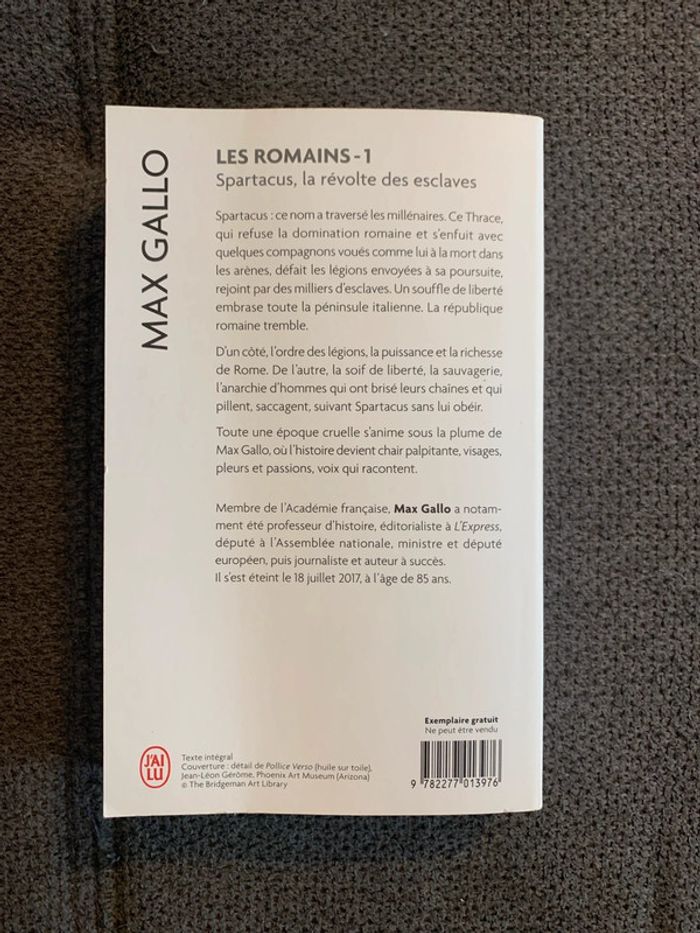 MAX GALLO
LES ROMAINS - 1
Spartacus, la révolte des esclaves
Spartacus : ce nom a traversé les millénaires. Ce Thrace,
qui refuse la domination romaine et s'enfuit avec
quelques compagnons voués comme lui à la mort dans
les arènes, défait les légions envoyées à sa poursuite,
rejoint par des milliers d'esclaves. Un souffle de liberté
embrase toute la péninsule italienne. La république
romaine tremble.
D'un côté, l'ordre des légions, la puissance et la richesse
de Rome. De l'autre, la soif de liberté, la sauvagerie,
l'anarchie d'hommes qui ont brisé leurs chaînes et qui
pillent, saccagent, suivant Spartacus sans lui obéir.
Toute une époque cruelle s'anime sous la plume de
Max Gallo, où l'histoire devient chair palpitante, visages,
pleurs et passions, voix qui racontent.
Membre de l'Académie française, Max Gallo a notam-
ment été professeur d'histoire, éditorialiste à L'Express,
député à l'Assemblée nationale, ministre et député
européen, puis journaliste et auteur à succès.
Il s'est éteint le 18 juillet 2017, à l'âge de 85 ans.
Exemplaire gratuit
Ne peut être vendu
J'AI
LU
Texte intégral
Couverture : détail de Pollice Verso (huile sur toile),
Jean-Léon Gérôme, Phoenix Art Museum (Arizona)
© The Bridgeman Art Library
9 782277 013976